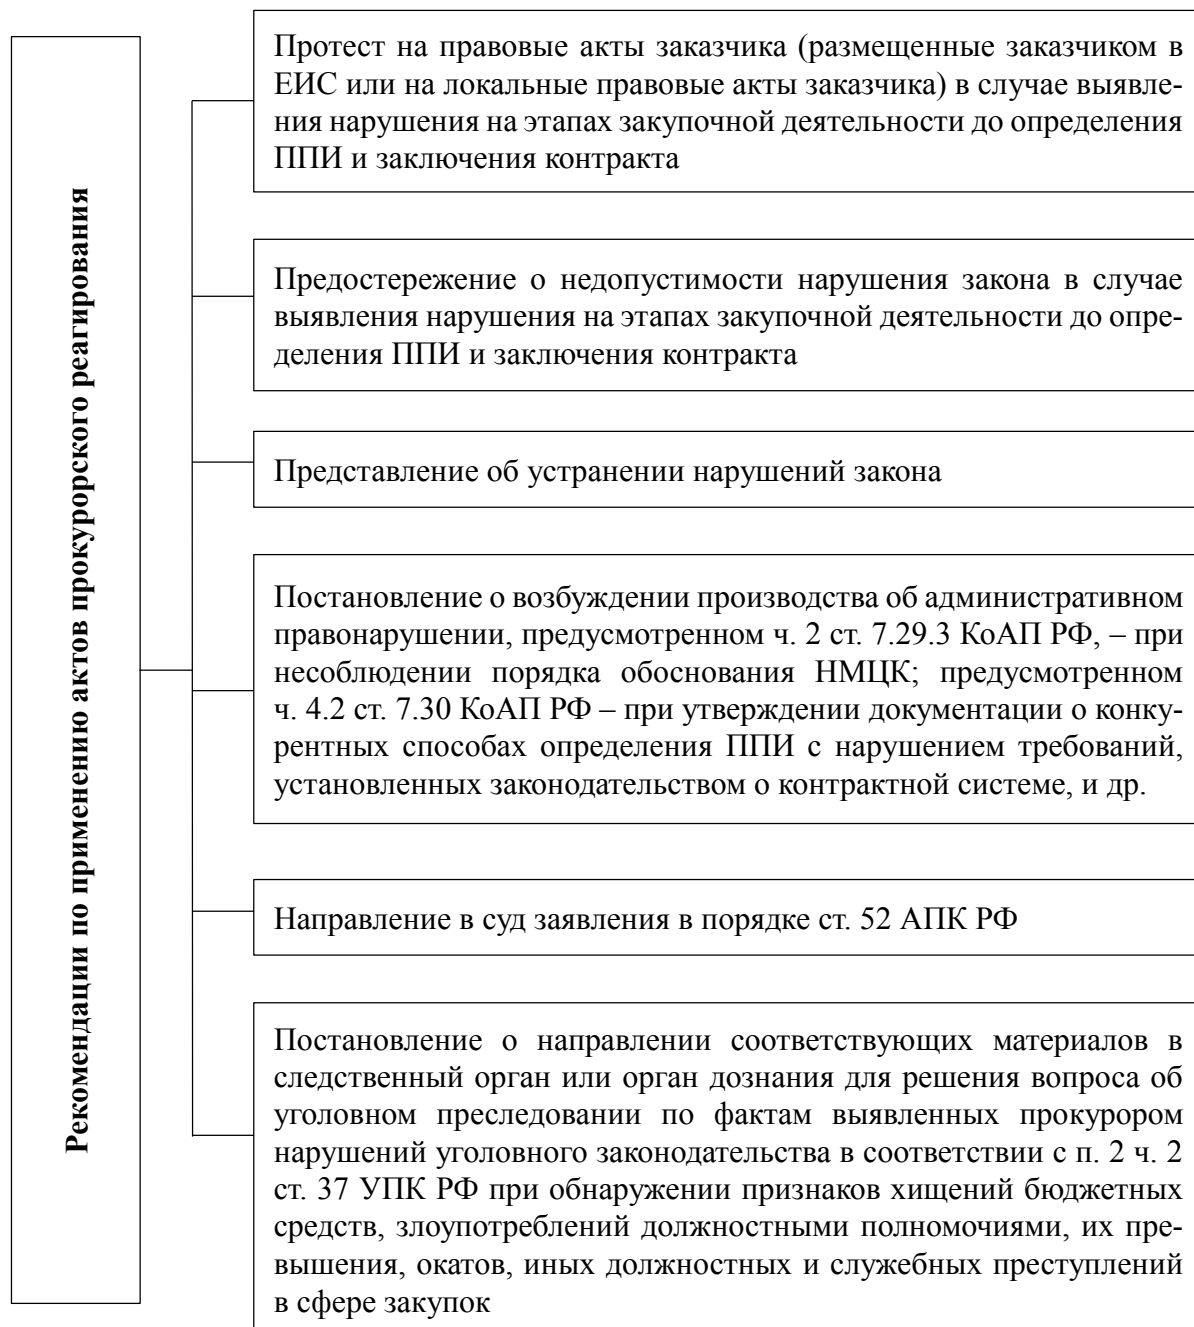 Рекомендации по применению актов прокурорского реагирования
Протест на правовые акты заказчика (размещенные заказчиком в
ЕИС или на локальные правовые акты заказчика) в случае выявле-
ния нарушения на этапах закупочной деятельности до определения
ППИ и заключения контракта
Предостережение о недопустимости нарушения закона в случае
выявления нарушения на этапах закупочной деятельности до опре-
деления ППИ и заключения контракта
Представление об устранении нарушений закона
Постановление о возбуждении производства об административном
правонарушении, предусмотренном ч. 2 ст. 7.29.3 КоАП РФ, – при
несоблюдении порядка обоснования НМЦК; предусмотренном
ч. 4.2 ст. 7.30 КоАП РФ – при утверждении документации о конку-
рентных способах определения ППИ с нарушением требований,
установленных законодательством о контрактной системе, и др.
Направление в суд заявления в порядке ст. 52 АПК РФ
Постановление о направлении соответствующих материалов в
следственный орган или орган дознания для решения вопроса об
уголовном преследовании по фактам выявленных прокурором
нарушений уголовного законодательства в соответствии с п. 2 ч. 2
ст. 37 УПК РФ при обнаружении признаков хищений бюджетных
средств, злоупотреблений должностными полномочиями, их пре-
вышения, окатов, иных должностных и служебных преступлений
в сфере закупок